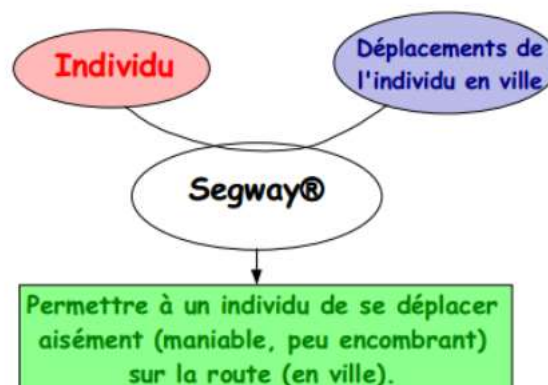 Individu
Déplacements de
l'individu en ville
Segway®
Permettre à un individu de se déplacer
aisément (maniable, peu encombrant)
sur la route (en ville).